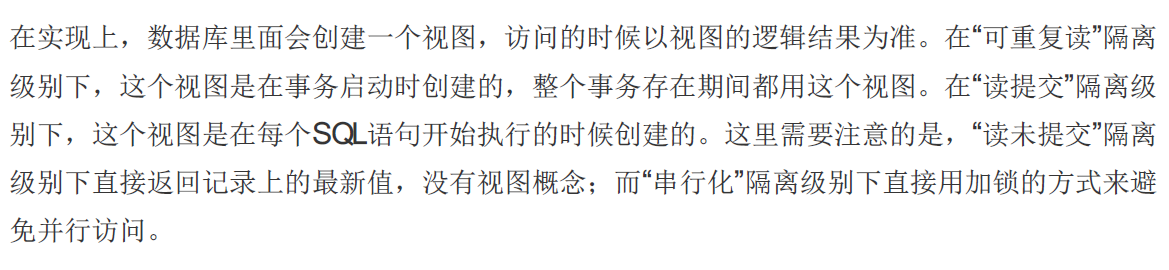 在实现上，数据库里面会创建一个视图，访问的时候以视图的逻辑结果为准。在“可重复读”隔离
级别下，这个视图是在事务启动时创建的，整个事务存在期间都用这个视图。在“读提交”隔离级
别下，这个视图是在每个SQL语句开始执行的时候创建的。这里需要注意的是，“读未提交”隔离
级别下直接返回记录上的最新值，没有视图概念；而“串行化”隔离级别下直接用加锁的方式来避
免并行访问。